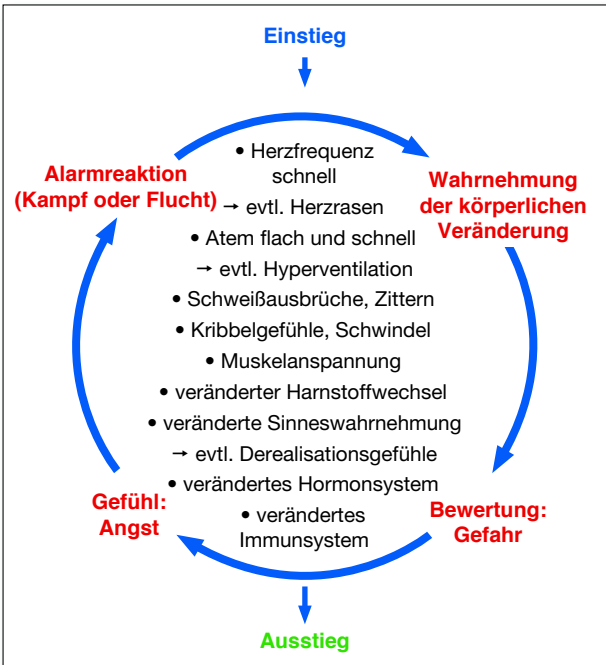 Einstieg
Alarmreaktion
(Kampf oder Flucht)
• Herzfrequenz
schnell
→ evtl. Herzrasen
• Atem flach und schnell
→ evtl. Hyperventilation
• Schweißausbrüche, Zittern
• Kribbelgefühle, Schwindel
• Muskelanspannung
• veränderter Harnstoffwechsel
• veränderte Sinneswahrnehmung
→ evtl. Derealisationsgefühle
• verändertes Hormonsystem
• verändertes
Immunsystem
Wahrnehmung
der körperlichen
Veränderung
Bewertung:
Gefahr
Gefühl:
Angst
Ausstieg